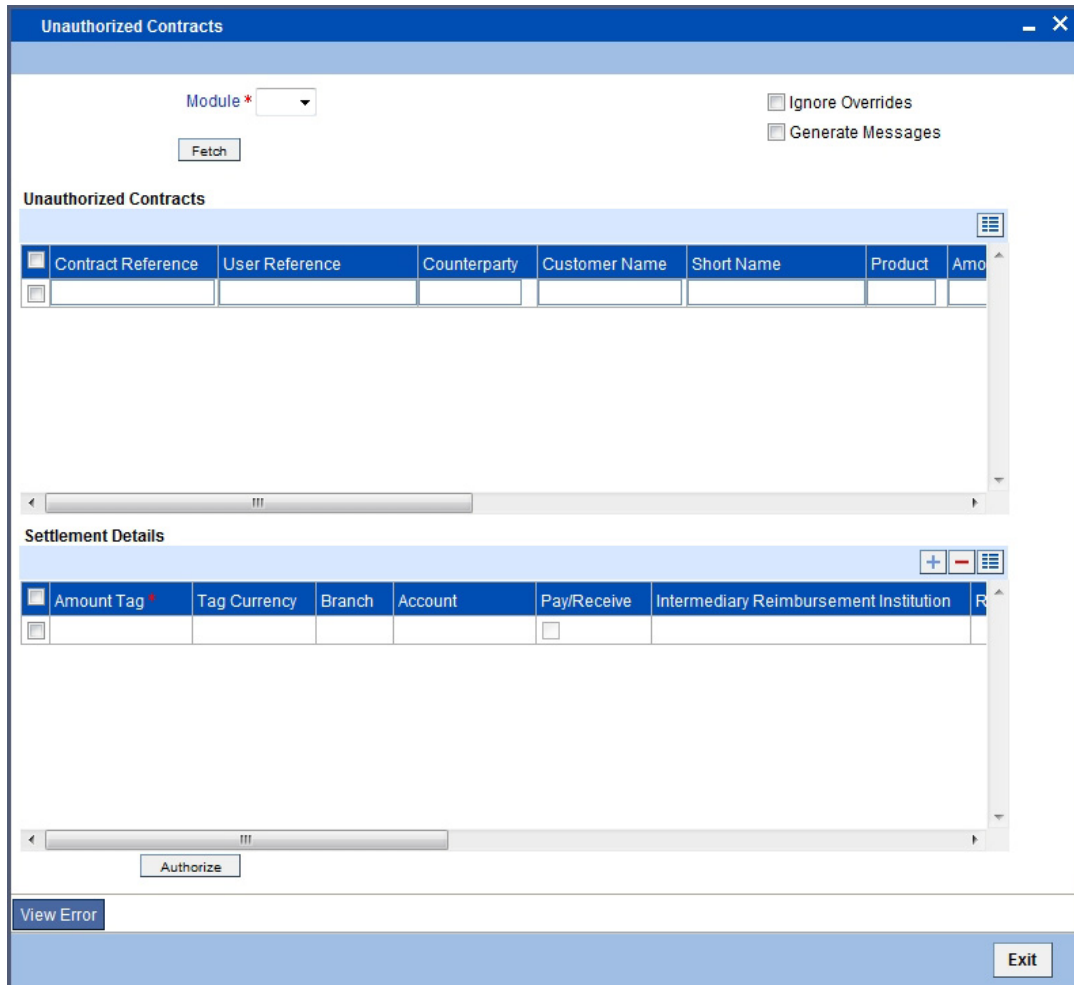 Unauthorized Contracts
Module *
Ignore Overrides
Generate Messages
Fetch
Unauthorized Contracts
Contract Reference User Reference Counterparty Customer Name Short Name Product Amo
Settlement Details
Amount Tag * Tag Currency Branch Account Pay/Receive Intermediary Reimbursement Institution R
Authorize
View Error
Exit